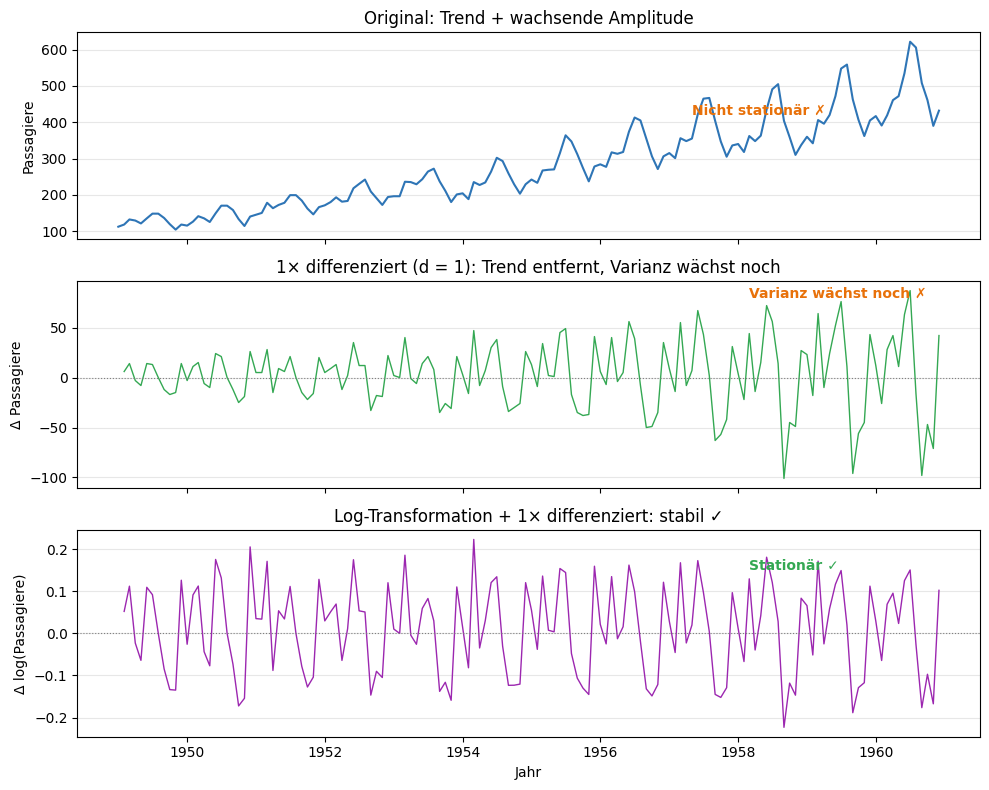 Original: Trend + wachsende Amplitude
600
500
400
300
200
100
Passagiere
Nicht stationär ✗
1× differenziert (d = 1): Trend entfernt, Varianz wächst noch
50
0
−50
−100
Δ Passagiere
Varianz wächst noch ✗
Log-Transformation + 1× differenziert: stabil ✓
0.2
0.1
0.0
−0.1
−0.2
Δ log(Passagiere)
Stationär ✓
1950 1952 1954 1956 1958 1960
Jahr